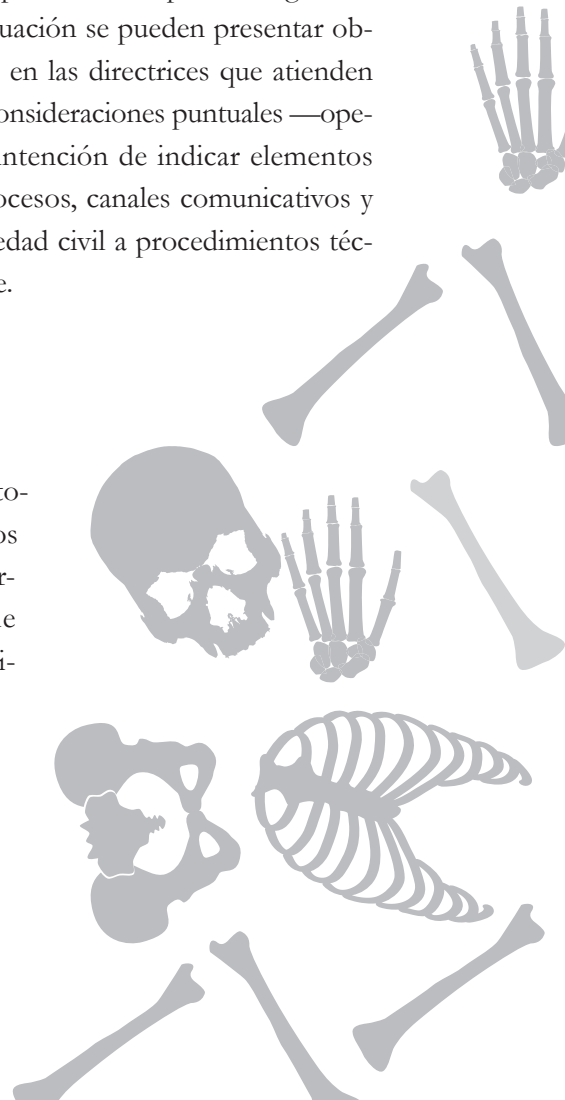 uación se pueden presentar ob-
en las directrices que atienden
onsideraciones puntuales —ope-
intención de indicar elementos
ocesos, canales comunicativos y
edad civil a procedimientos téc-
e.
to-
os
r-
e
i-